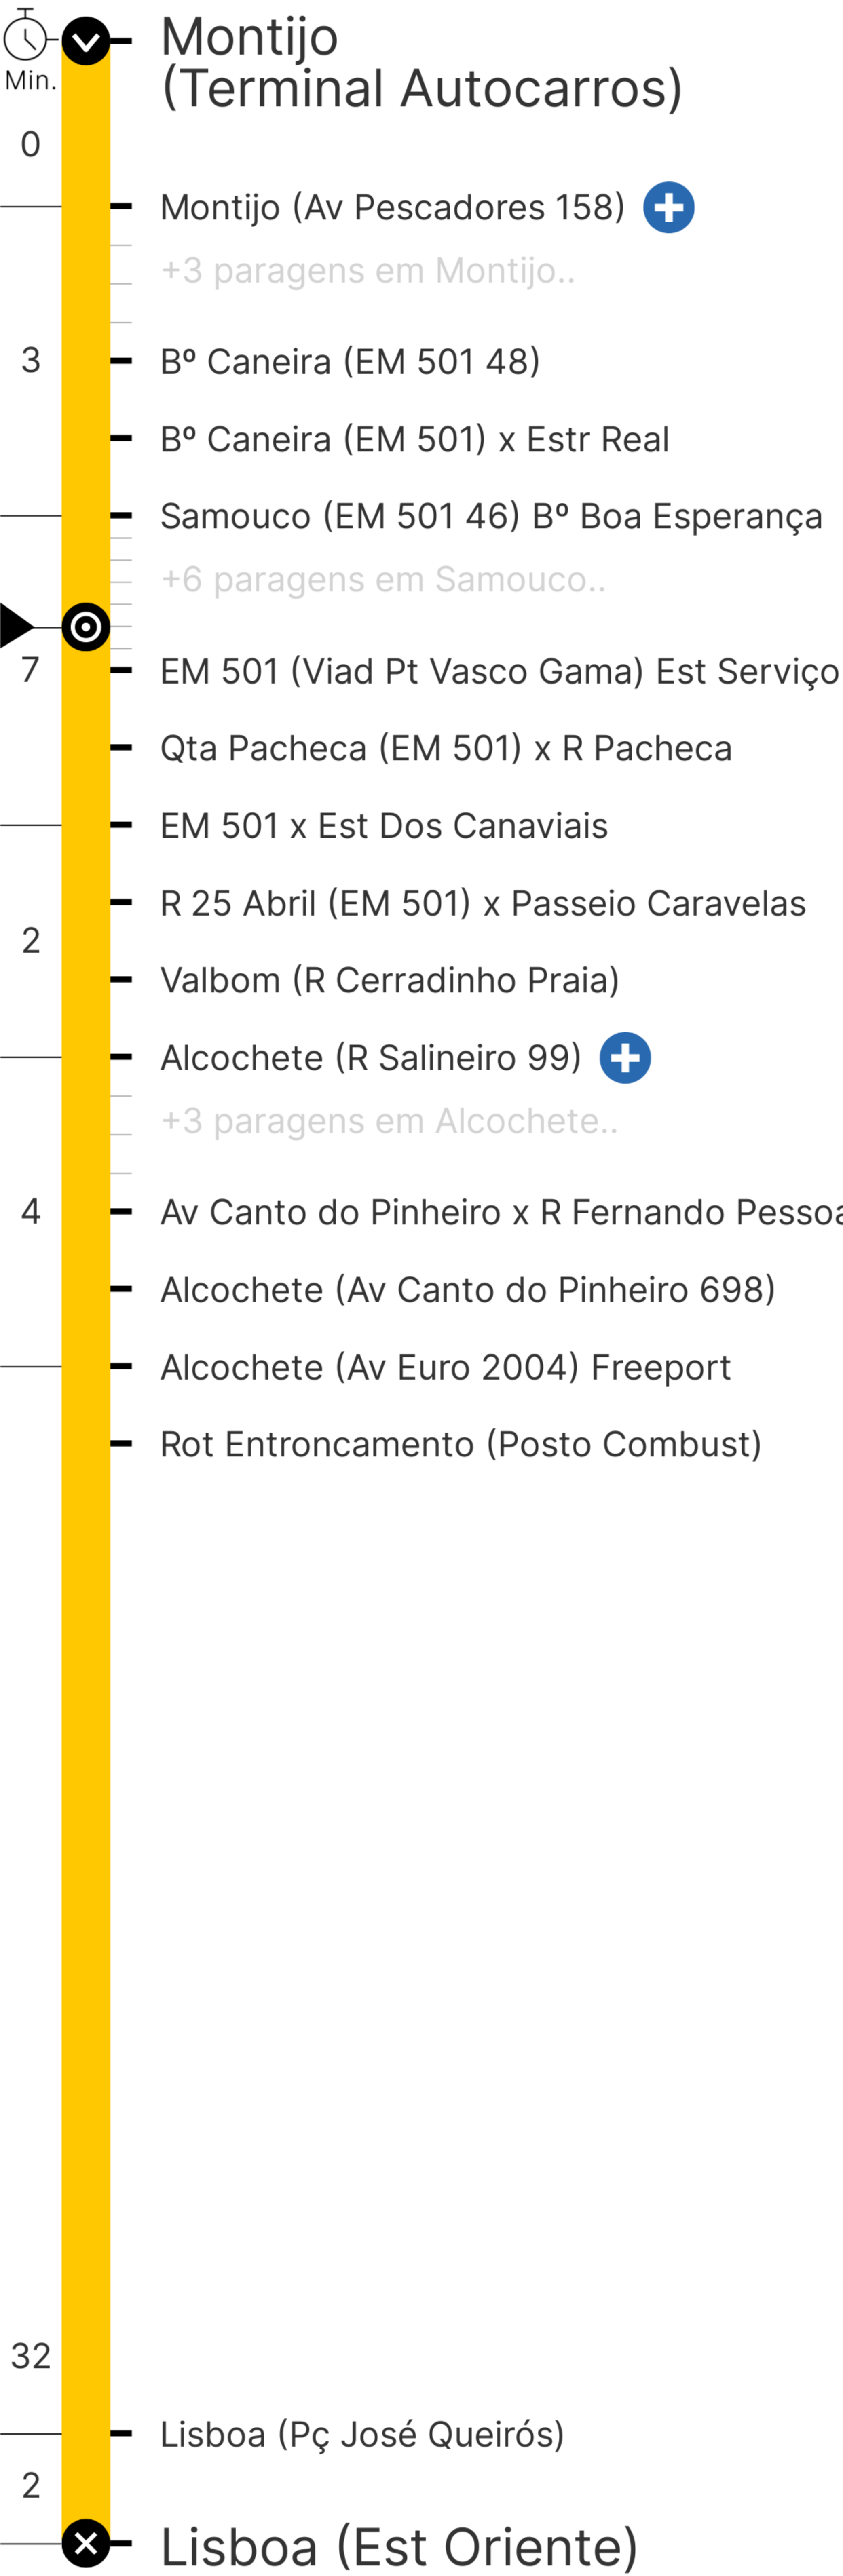 Montijo
(Terminal Autocarros)
Min.
0
Montijo (Av Pescadores 158)
+3 paragens em Montijo..
3
Bº Caneira (EM 501 48)
Bº Caneira (EM 501) x Estr Real
Samouco (EM 501 46) Bº Boa Esperança
+6 paragens em Samouco..
7
EM 501 (Viad Pt Vasco Gama) Est Serviço
Qta Pacheca (EM 501) x R Pacheca
EM 501 x Est Dos Canaviais
R 25 Abril (EM 501) x Passeio Caravelas
2
Valbom (R Cerradinho Praia)
Alcochete (R Salineiro 99)
+3 paragens em Alcochete..
4
Av Canto do Pinheiro x R Fernando Pessoa
Alcochete (Av Canto do Pinheiro 698)
Alcochete (Av Euro 2004) Freeport
Rot Entroncamento (Posto Combust)
32
Lisboa (Pç José Queirós)
2
Lisboa (Est Oriente)